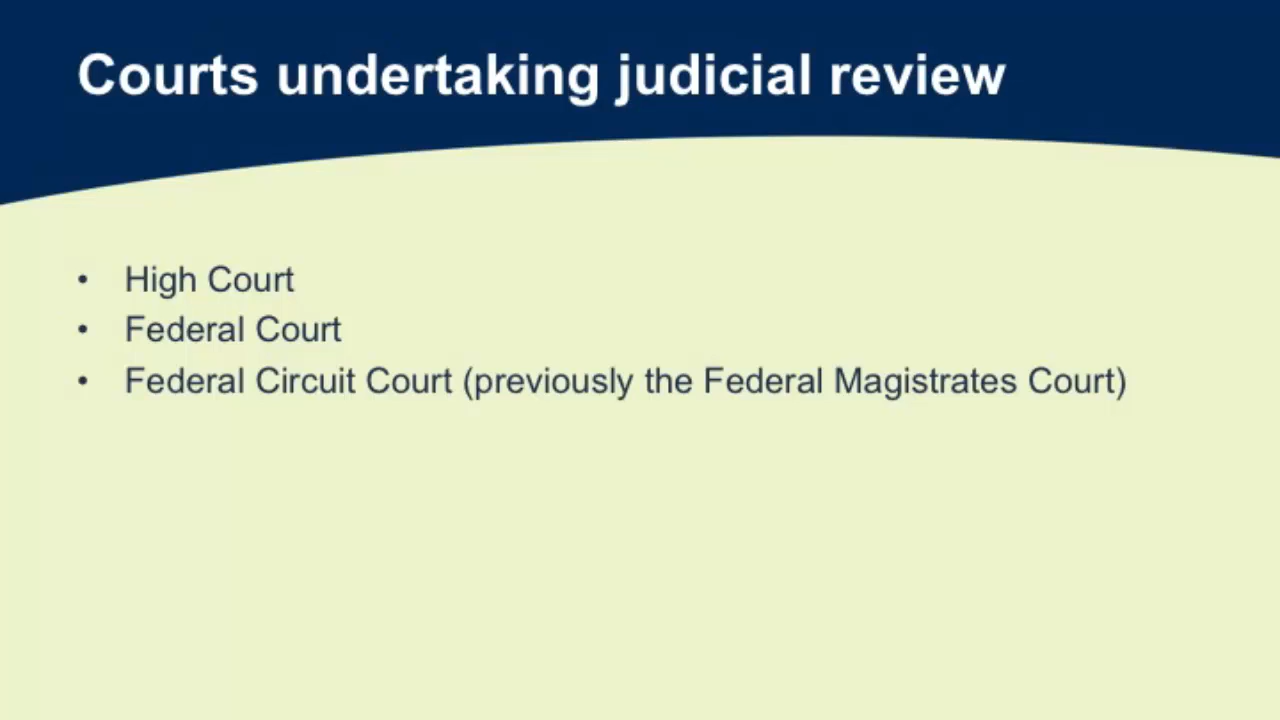 Courts undertaking judicial review
• High Court
• Federal Court
• Federal Circuit Court (previously the Federal Magistrates Court)